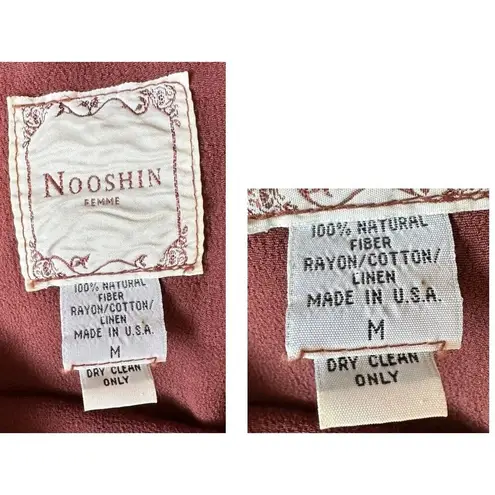 NOOSHIN
FEMME
100% NATURAL
FIBER
RAYON/COTTON/
LINEN
MADE IN U.S.A.
M
DRY CLEAN
ONLY
100% NATURAL
FIBER
RAYON/COTTON/
LINEN
MADE IN U.S.A.
M
DRY CLEAN
ONLY